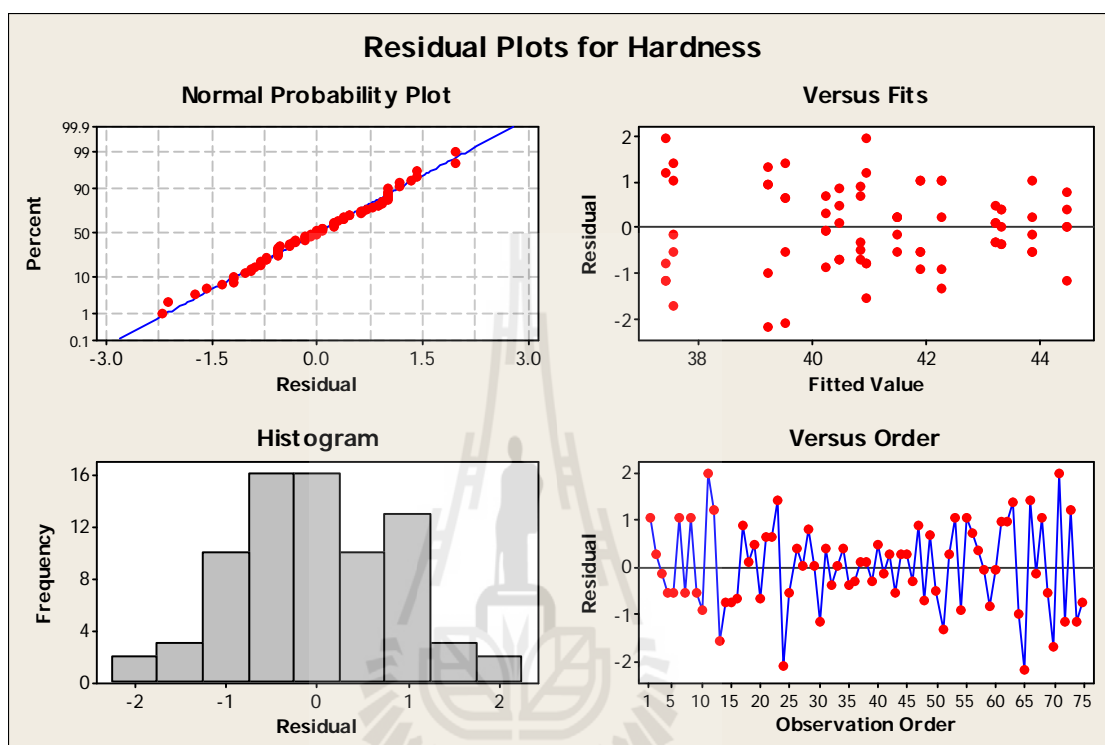 Residual Plots for Hardness
Normal Probability Plot
99.9
99
90
50
10
1
0.1
Percent
-3.0 -1.5 0.0 1.5 3.0
Residual
Versus Fits
2
1
0
-1
-2
Residual
38 40 42 44
Fitted Value
Histogram
16
12
8
4
0
Frequency
-2 -1 0 1 2
Residual
Versus Order
2
1
0
-1
-2
Residual
1 5 10 15 20 25 30 35 40 45 50 55 60 65 70 75
Observation Order